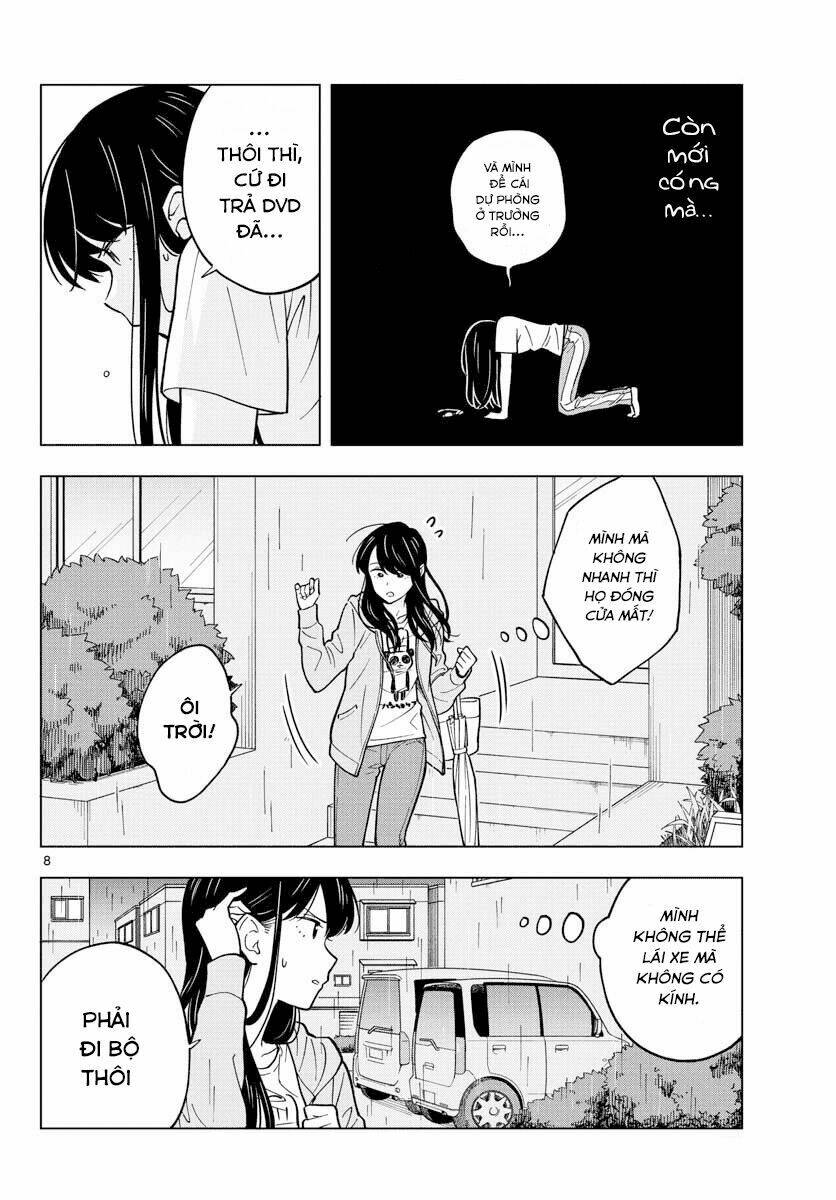 Còn
mới
cóng
mà...
VÀ MÌNH
ĐỂ CÁI
DỰ PHÒNG
Ở TRƯỜNG
RỒI...
...
THÔI THÌ,
CỨ ĐI
TRẢ DVD
ĐÃ...
MÌNH MÀ
KHÔNG
NHANH THÌ
HỌ ĐÓNG
CỬA MẤT!
ÔI
TRỜI!
8
MÌNH
KHÔNG THỂ
LÁI XE MÀ
KHÔNG CÓ
KÍNH.
PHẢI
ĐI BỘ
THÔI